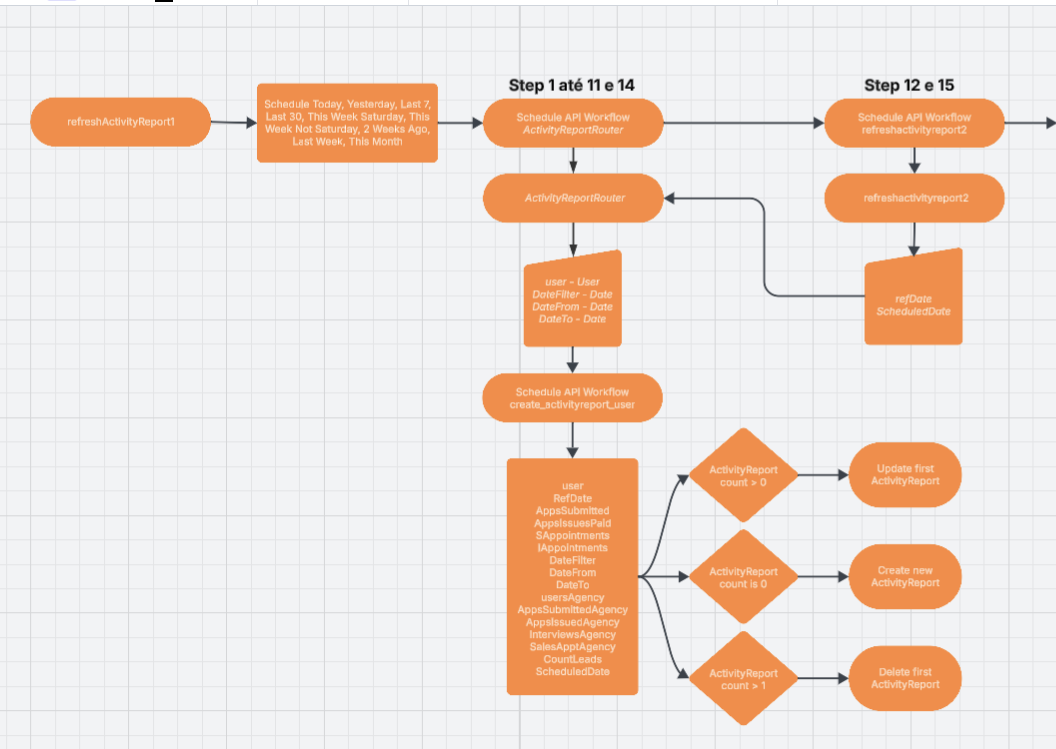 refreshActivityReport1
Schedule Today, Yesterday, Last 7,
Last 30, This Week Saturday, This
Week Not Saturday, 2 Weeks Ago,
Last Week, This Month
Step 1 até 11 e 14
Schedule API Workflow
ActivityReportRouter
ActivityReportRouter
user - User
DateFilter - Date
DateFrom - Date
DateTo - Date
Schedule API Workflow
create_activityreport_user
user
RefDate
AppsSubmitted
AppsIssuesPaid
SAppointments
IAppointments
DateFilter
DateFrom
DateTo
usersAgency
AppsSubmittedAgency
AppsIssuedAgency
InterviewsAgency
SalesApptAgency
CountLeads
ScheduledDate
Step 12 e 15
Schedule API Workflow
refreshactivityreport2
refreshactivityreport2
refDate
ScheduledDate
ActivityReport
count > 0
Update first
ActivityReport
ActivityReport
count is 0
Create new
ActivityReport
ActivityReport
count > 1
Delete first
ActivityReport